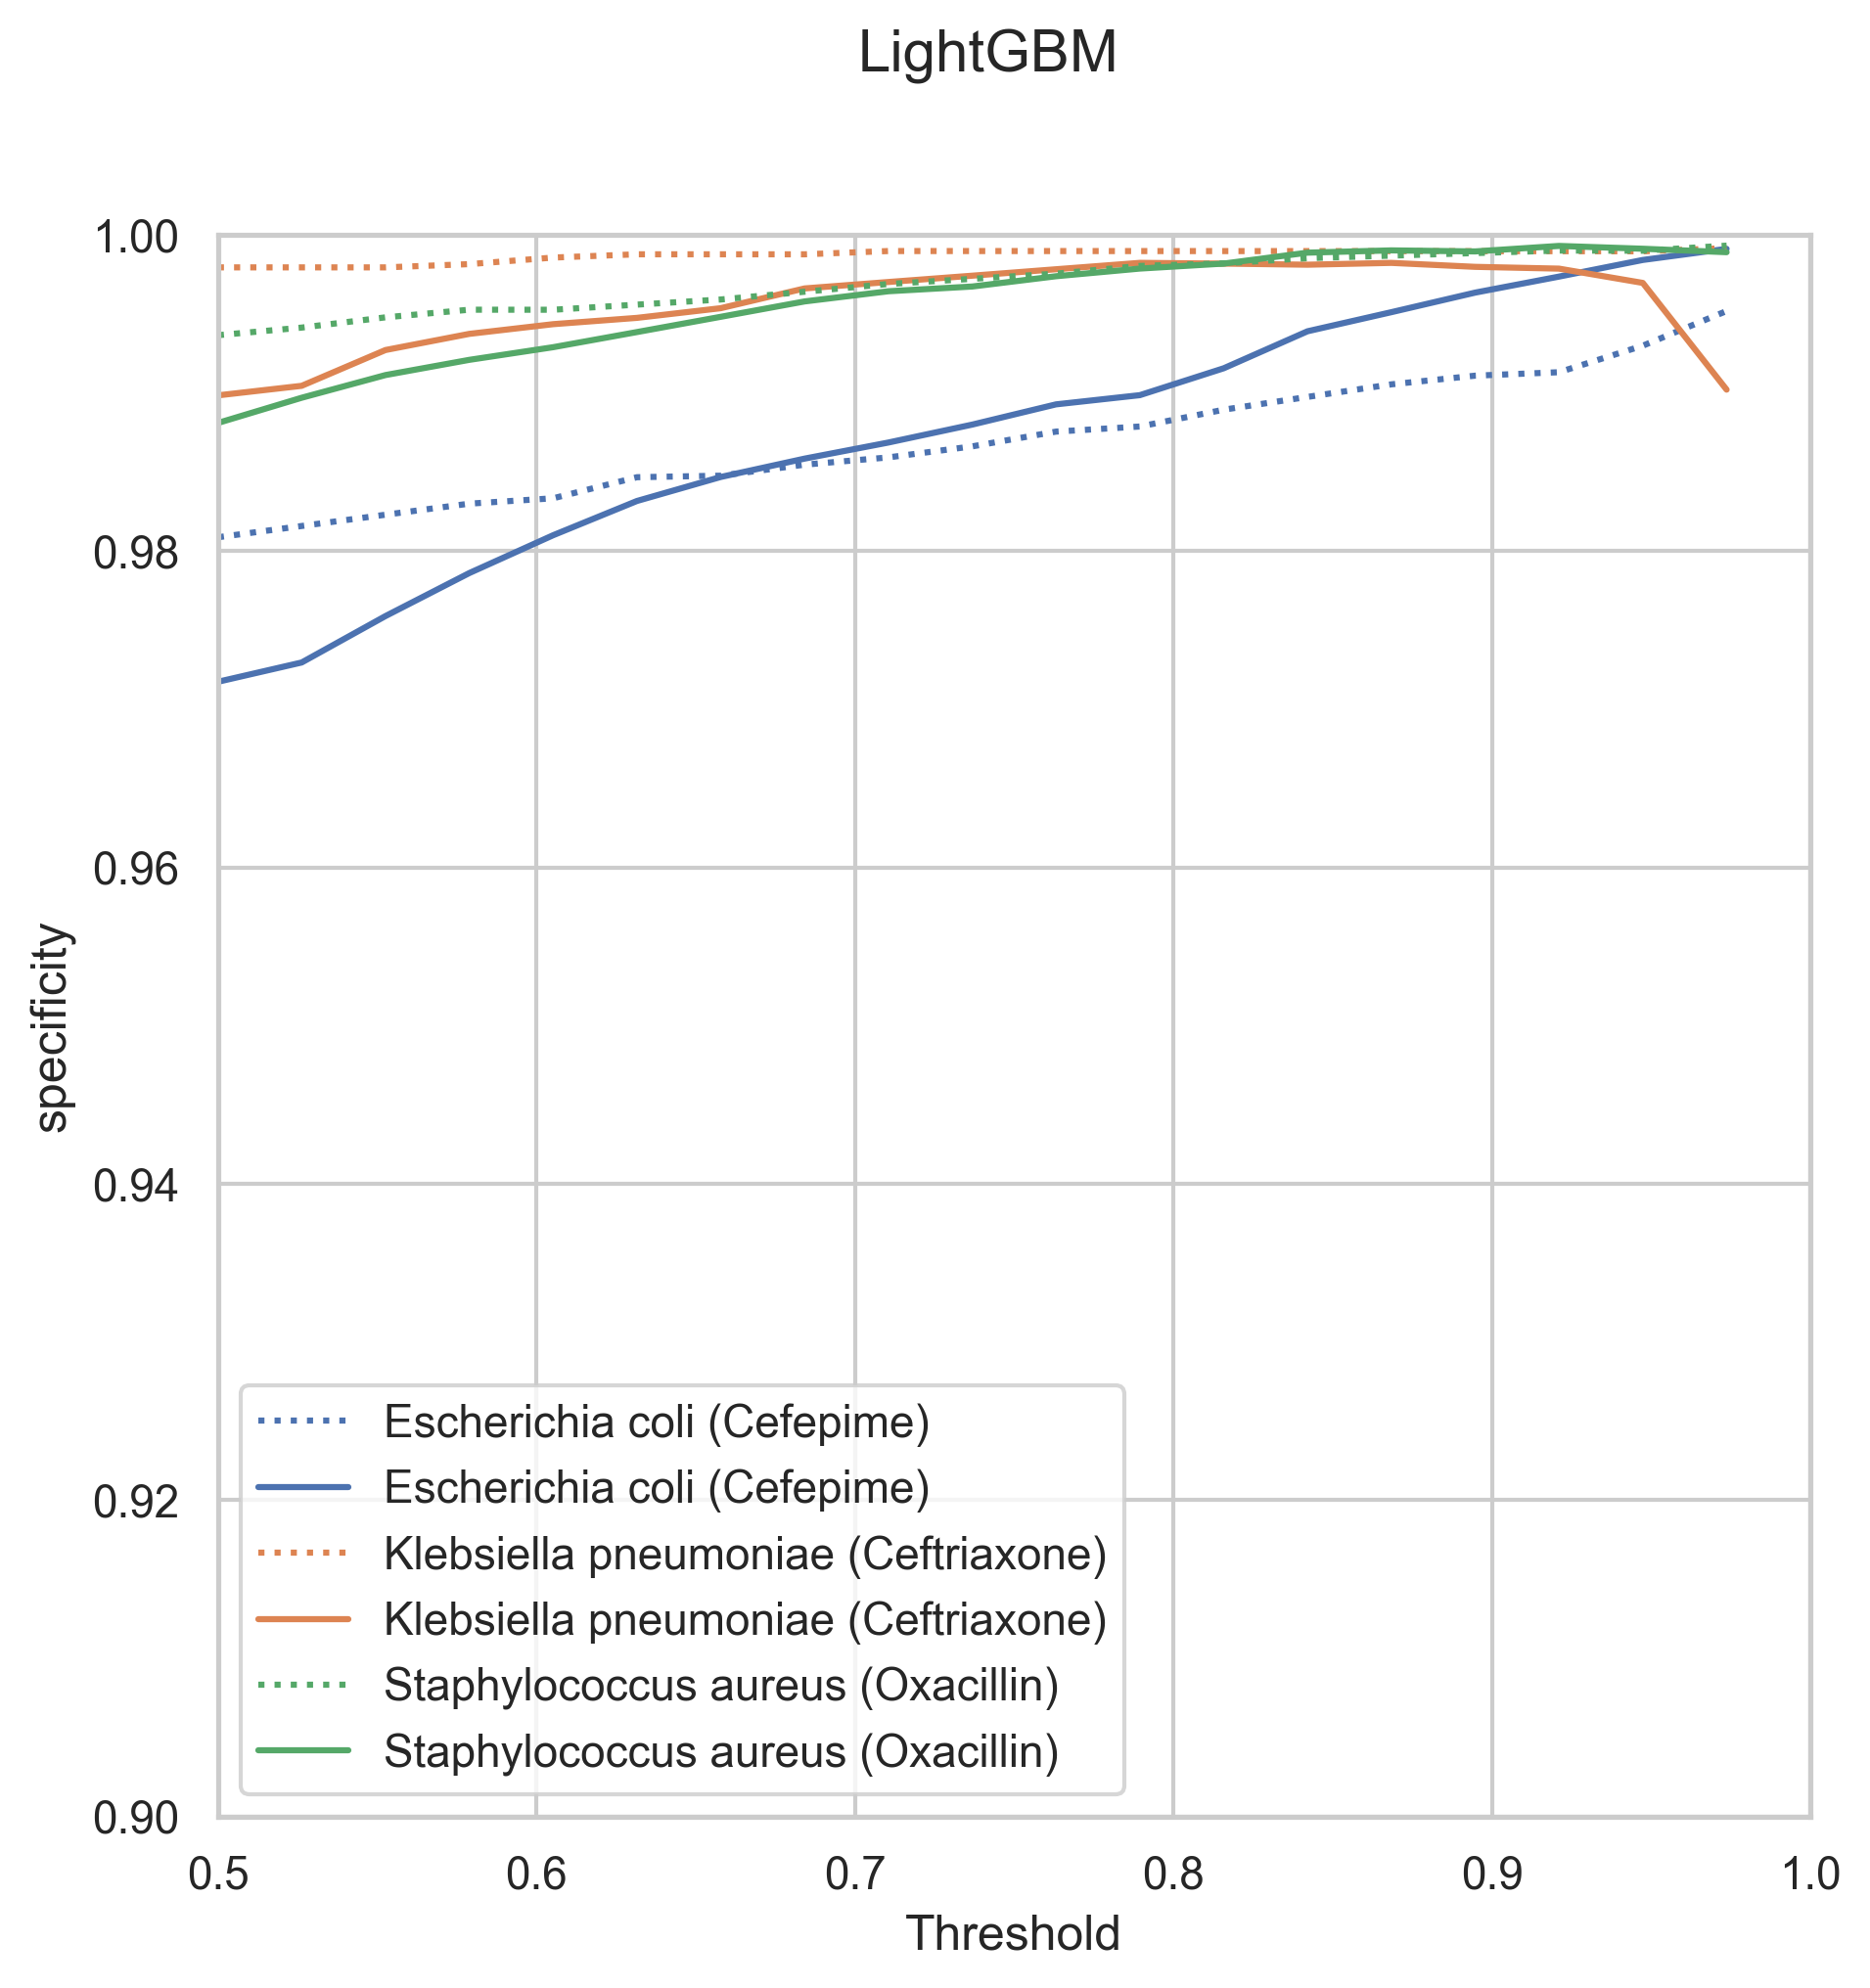 LightGBM
1.00
0.98
0.96
0.94
0.92
0.90
specificity
Escherichia coli (Cefepime)
Escherichia coli (Cefepime)
Klebsiella pneumoniae (Ceftriaxone)
Klebsiella pneumoniae (Ceftriaxone)
Staphylococcus aureus (Oxacillin)
Staphylococcus aureus (Oxacillin)
0.5 0.6 0.7 0.8 0.9 1.0
Threshold